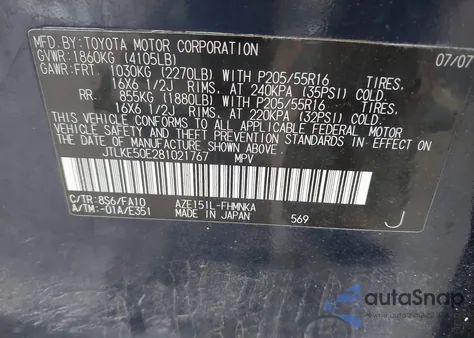 MFD.BY:TOYOTA MOTOR CORPORATION 07/07
GVWR:1860KG (4105LB)
GAWR:FRT. 1030KG (2270LB) WITH P205/55R16 TIRES,
16X6 1/2J RIMS, AT 240KPA (35PSI) COLD
RR. 855KG (1880LB) WITH P205/55R16 TIRES,
16X6 1/2J RIMS, AT 220KPA (32PSI) COLD.
THIS VEHICLE CONFORMS TO ALL APPLICABLE FEDERAL MOTOR VEHICLE
SAFETY, BUMPER, AND THEFT PREVENTION STANDARDS IN EFFECT ON
THE DATE OF MANUFACTURE SHOWN ABOVE.
JTLKE50E281021767 MPV
C/TR:8S6/FA10 AZE151L-FHMNKA
A/TM:-01A/E351 MADE IN JAPAN 569 J
autoSnap
Powered by AutoBidMaster